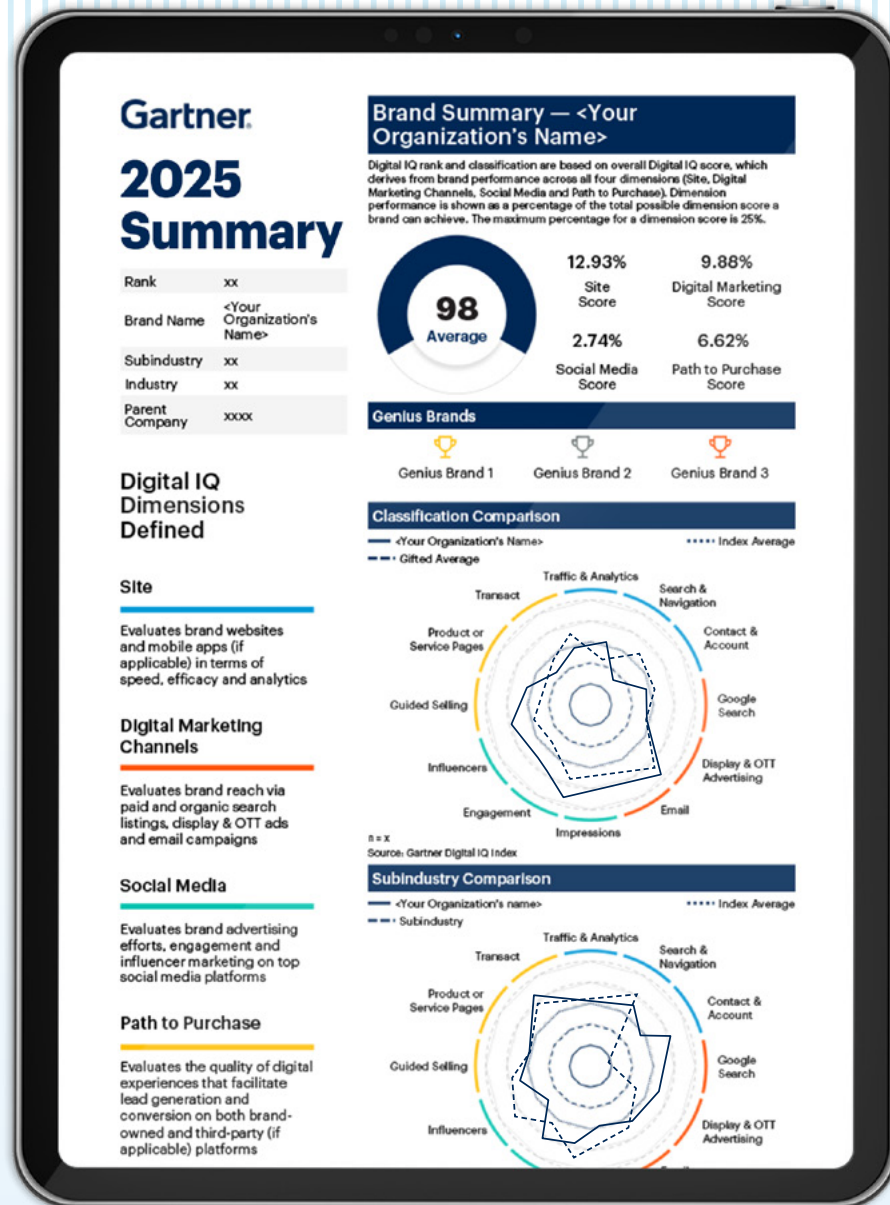 Gartner.
2025
Summary
Rank xx
Brand Name <Your
Organization's
Name>
Subindustry xx
Industry xx
Parent
Company xxxx
Digital IQ
Dimensions
Defined
Site
Evaluates brand websites
and mobile apps (if
applicable) in terms of
speed, efficacy and analytics
Digital Marketing
Channels
Evaluates brand reach via
paid and organic search
listings, display & OTT ads
and email campaigns
Social Media
Evaluates brand advertising
efforts, engagement and
influencer marketing on top
social media platforms
Path to Purchase
Evaluates the quality of digital
experiences that facilitate
lead generation and
conversion on both brand-
owned and third-party (if
applicable) platforms
Brand Summary — <Your
Organization's Name>
Digital IQ rank and classification are based on overall Digital IQ score, which
derives from brand performance across all four dimensions (Site, Digital
Marketing Channels, Social Media and Path to Purchase). Dimension
performance is shown as a percentage of the total possible dimension score a
brand can achieve. The maximum percentage for a dimension score is 25%.
98
Average
12.93%
Site
Score
9.88%
Digital Marketing
Score
2.74%
Social Media
Score
6.62%
Path to Purchase
Score
Genius Brands
Genius Brand 1
Genius Brand 2
Genius Brand 3
Classification Comparison
<Your Organization's Name>
Index Average
Gifted Average
Traffic & Analytics
Search &
Navigation
Contact &
Account
Google
Search
Display & OTT
Advertising
Email
Impressions
Engagement
Influencers
Guided Selling
Product or
Service Pages
Transact
n = x
Source: Gartner Digital IQ Index
Subindustry Comparison
<Your Organization's name>
Index Average
Subindustry
Traffic & Analytics
Search &
Navigation
Contact &
Account
Google
Search
Display & OTT
Advertising
Influencers
Guided Selling
Product or
Service Pages
Transact